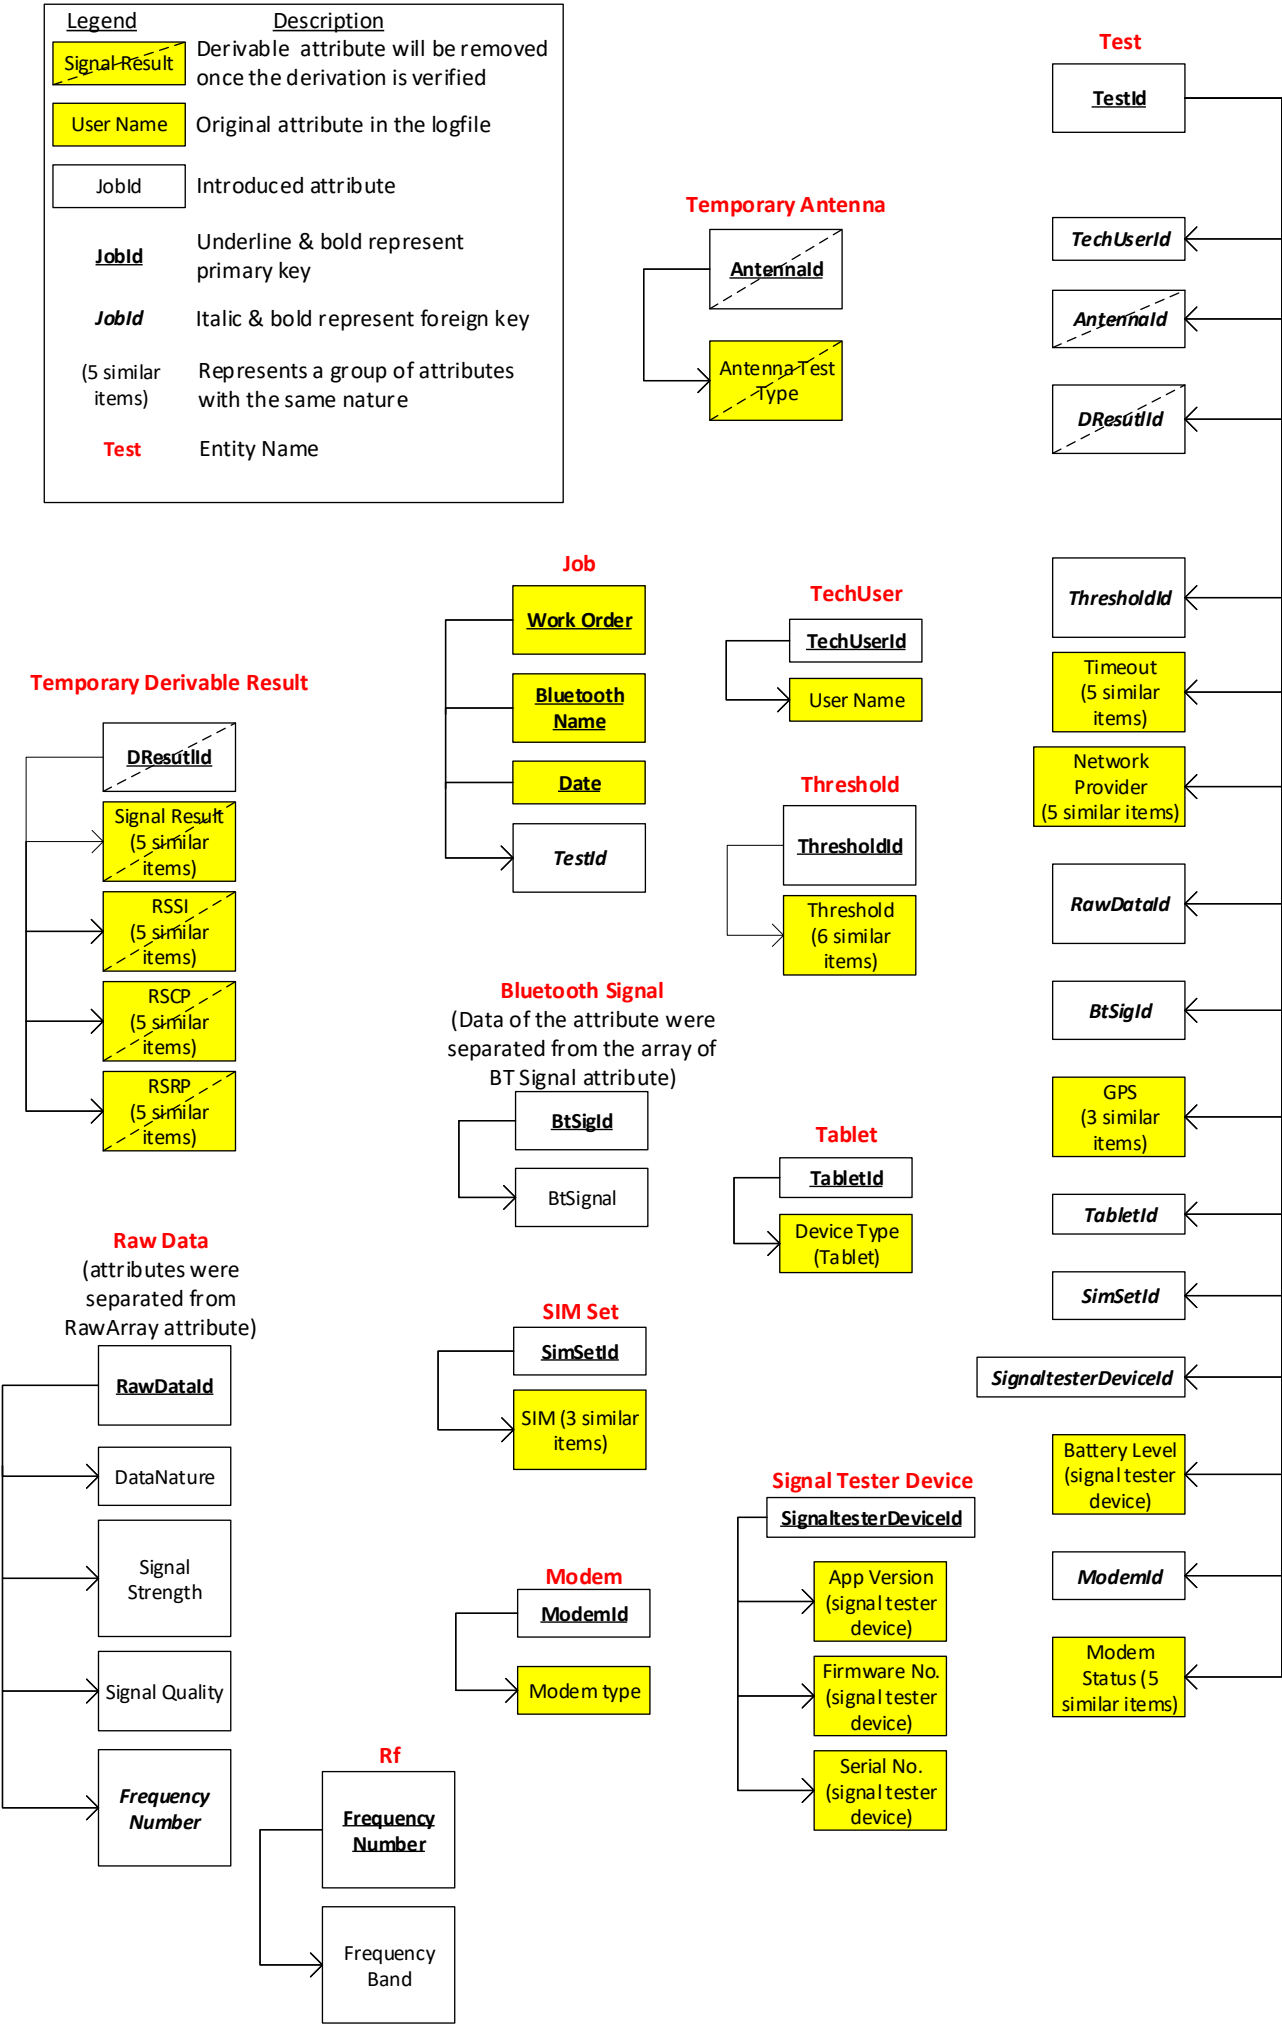 Legend Description
Signal Result
Derivable attribute will be removed
once the derivation is verified
User Name
Original attribute in the logfile
JobId
Introduced attribute
JobId
Underline & bold represent
primary key
JobId
Italic & bold represent foreign key
(5 similar
items)
Represents a group of attributes
with the same nature
Test
Entity Name
Temporary Antenna
AntennaId
Antenna Test
Type
Test
TestId
TechUserId
AntennaId
DResutlId
ThresholdId
Timeout
(5 similar
items)
Network
Provider
(5 similar items)
RawDataId
BtSigId
GPS
(3 similar
items)
TabletId
SimSetId
SignaltesterDeviceId
Battery Level
(signal tester
device)
ModemId
Modem
Status (5
similar items)
Temporary Derivable Result
DResutlId
Signal Result
(5 similar
items)
RSSI
(5 similar
items)
RSCP
(5 similar
items)
RSRP
(5 similar
items)
Job
Work Order
Bluetooth
Name
Date
TestId
TechUser
TechUserId
User Name
Threshold
ThresholdId
Threshold
(6 similar
items)
Bluetooth Signal
(Data of the attribute were
separated from the array of
BT Signal attribute)
BtSigId
BtSignal
Tablet
TabletId
Device Type
(Tablet)
Raw Data
(attributes were
separated from
RawArray attribute)
RawDataId
DataNature
Signal
Strength
Signal Quality
Frequency
Number
SIM Set
SimSetId
SIM (3 similar
items)
Signal Tester Device
SignaltesterDeviceId
App Version
(signal tester
device)
Firmware No.
(signal tester
device)
Serial No.
(signal tester
device)
Modem
ModemId
Modem type
Rf
Frequency
Number
Frequency
Band